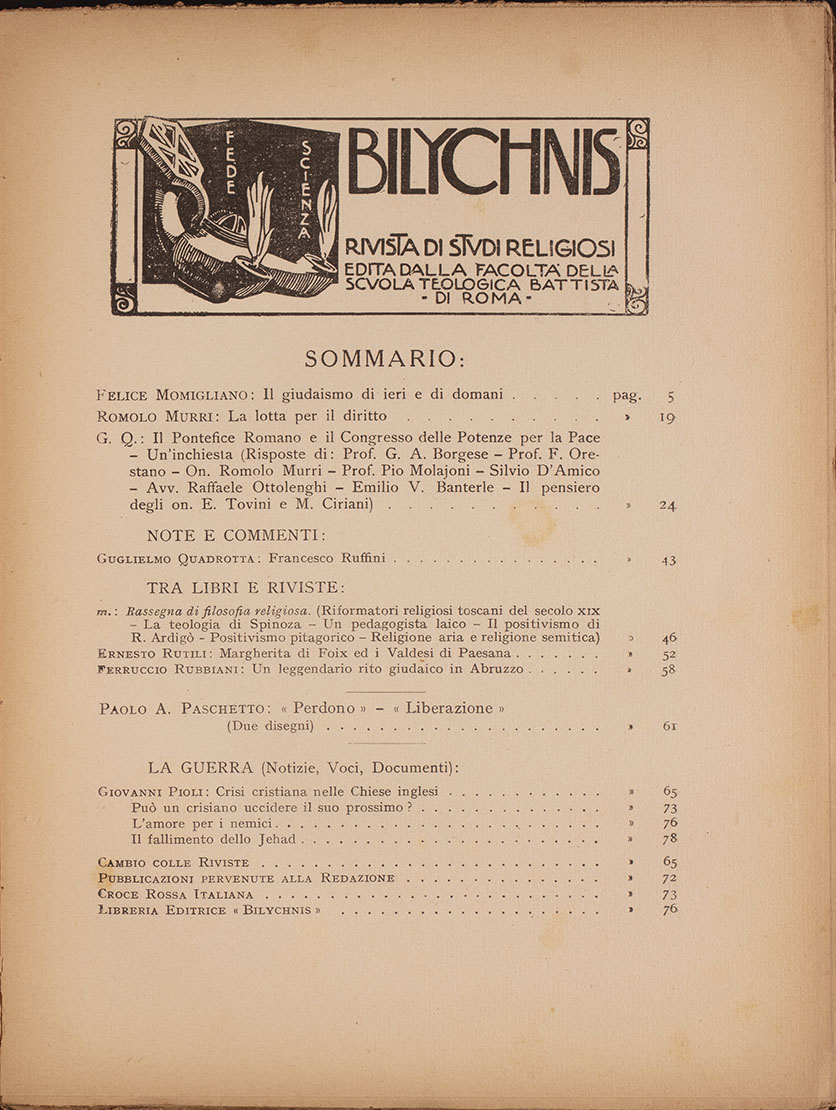 FEDE
SCIENZA
BILYCHNIS
RIVISTA DI STVDI RELIGIOSI
EDITA DALLA FACOLTA' DELLA
SCVOLA TEOLOGICA BATTISTA
- DI ROMA -
SOMMARIO:
FELICE MOMIGLIANO: Il giudaismo di ieri e di domani . . . . . pag. 5
ROMOLO MURRI: La lotta per il diritto . . . . . . . . . . » 19
G. Q.: Il Pontefice Romano e il Congresso delle Potenze per la Pace
– Un'inchiesta (Risposte di: Prof. G. A. Borgese – Prof. F. Ore-
stano – On. Romolo Murri – Prof. Pio Molajoni – Silvio D'Amico
– Avv. Raffaele Ottolenghi – Emilio V. Banterle – Il pensiero
degli on. E. Tovini e M. Ciriani) . . . . . . . . . . . » 24
NOTE E COMMENTI:
GUGLIELMO QUADROTTA: Francesco Ruffini . . . . . . . . . . . . . . . . » 43
TRA LIBRI E RIVISTE:
m.: Rassegna di filosofia religiosa. (Riformatori religiosi toscani del secolo XIX
– La teologia di Spinoza – Un pedagogista laico – Il positivismo di
R. Ardigò - Positivismo pitagorico – Religione aria e religione semitica) » 46
ERNESTO RUTILI: Margherita di Foix ed i Valdesi di Paesana . . . . . . . » 52
FERRUCCIO RUBBIANI: Un leggendario rito giudaico in Abruzzo . . . . . . » 58
PAOLO A. PASCHETTO: « Perdono » – « Liberazione »
(Due disegni) . . . . . . . . . . . . . . . . . . . . . » 61
LA GUERRA (Notizie, Voci, Documenti):
GIOVANNI PIOLI: Crisi cristiana nelle Chiese inglesi . . . . . . . . . . . . » 65
Può un crisiano uccidere il suo prossimo ? . . . . . . . . . . . . . » 73
L'amore per i nemici . . . . . . . . . . . . . . . . . . . . . . . . » 76
Il fallimento dello Jehad . . . . . . . . . . . . . . . . . . . . . . » 78
CAMBIO COLLE RIVISTE . . . . . . . . . . . . . . . . . . . . . . . . . » 65
PUBBLICAZIONI PERVENUTE ALLA REDAZIONE . . . . . . . . . . . . . . . » 72
CROCE ROSSA ITALIANA . . . . . . . . . . . . . . . . . . . . . . . . . » 73
LIBRERIA EDITRICE « BILYCHNIS » . . . . . . . . . . . . . . . . . . . » 76